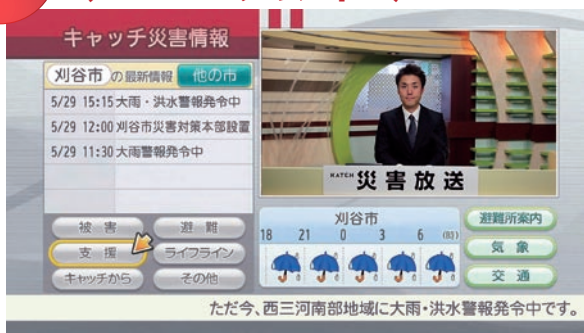 キャッチ災害情報
刈谷市の最新情報 他の市
5/29 15:15 大雨・洪水警報発令中
5/29 12:00 刈谷市災害対策本部設置
5/29 11:30 大雨警報発令中
被害 避難
支援 ライフライン
キャッチから その他
KATCH 災害放送
刈谷市
18 21 0 3 6 (時)
避難所案内
気象
交通
ただ今、西三河南部地域に大雨・洪水警報発令中です。